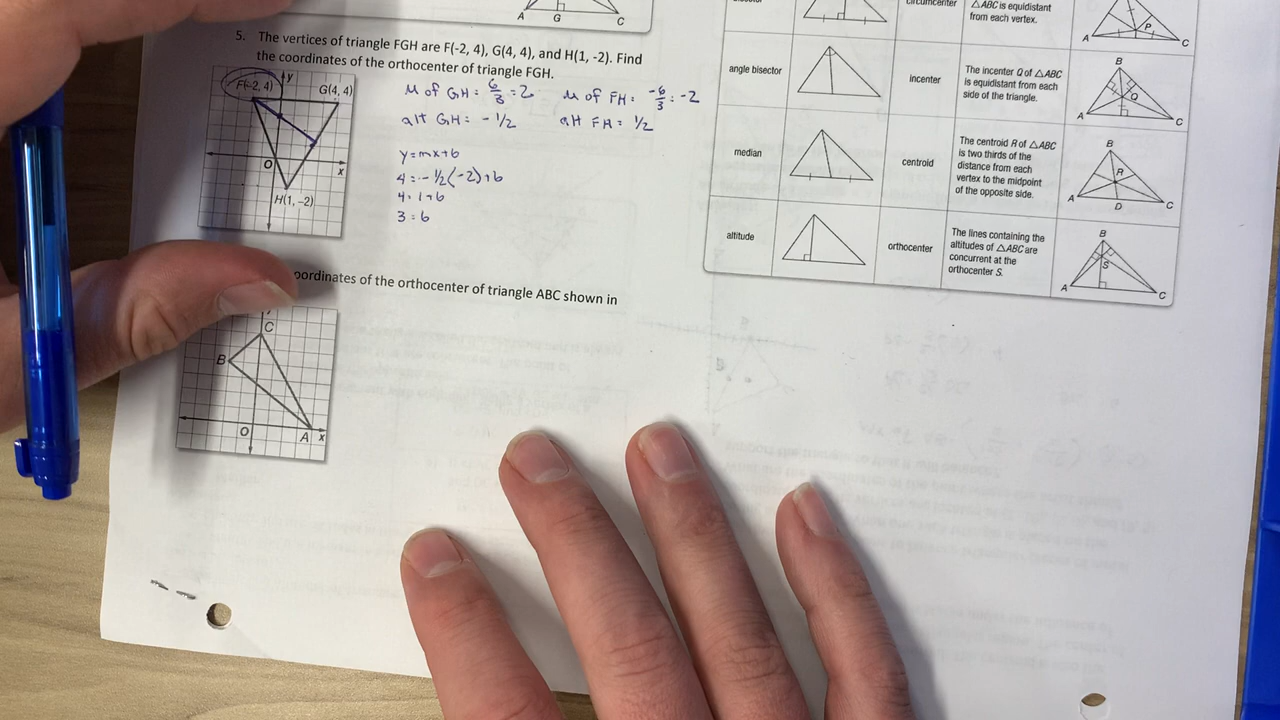 A G C
5. The vertices of triangle FGH are F(-2, 4), G(4, 4), and H(1, -2). Find
the coordinates of the orthocenter of triangle FGH.
F(-2, 4)
y
G(4, 4)
O
x
H(1, -2)
M of GH = 6/3 = 2
M of FH = -6/3 = -2
alt GH = - 1/2
alt FH = 1/2
y = mx + b
4 = - 1/2 (-2) + b
4 = 1 + b
3 = b
oordinates of the orthocenter of triangle ABC shown in
C
B
O
A x
circumcenter
△ABC is equidistant
from each vertex.
P
A C
angle bisector
incenter
The incenter Q of △ABC
is equidistant from each
side of the triangle.
B
Q
A C
median
centroid
The centroid R of △ABC
is two thirds of the
distance from each
vertex to the midpoint
of the opposite side.
B
R
A D C
altitude
orthocenter
The lines containing the
altitudes of △ABC are
concurrent at the
orthocenter S.
B
S
A C